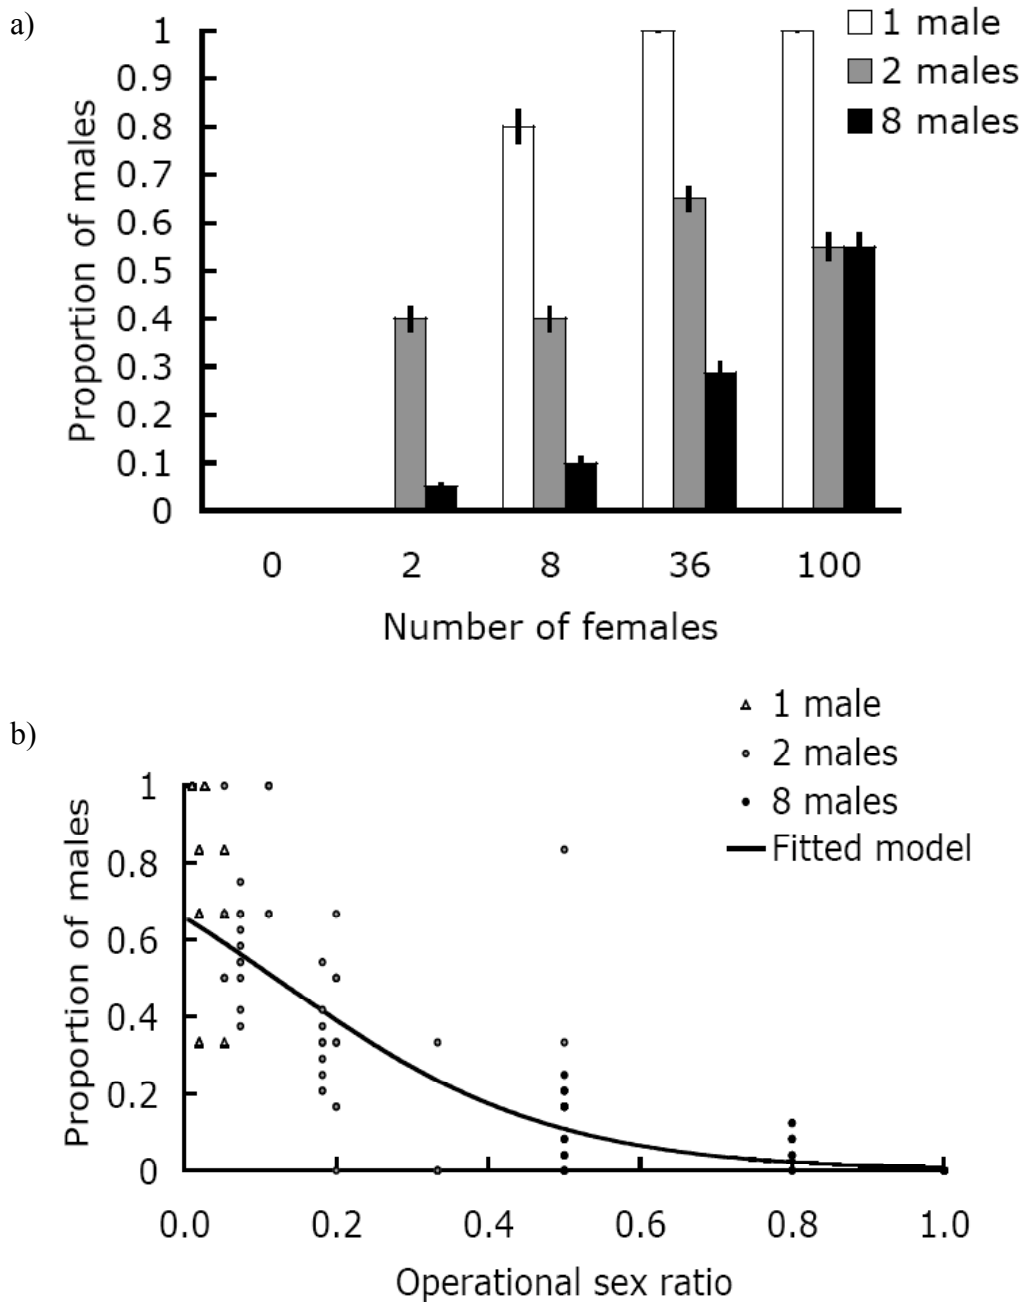 a)
1 male
2 males
8 males
1
0.9
0.8
0.7
0.6
0.5
0.4
0.3
0.2
0.1
0
Proportion of males
0 2 8 36 100
Number of females
b)
1 male
2 males
8 males
Fitted model
1
0.8
0.6
0.4
0.2
0
Proportion of males
0.0 0.2 0.4 0.6 0.8 1.0
Operational sex ratio